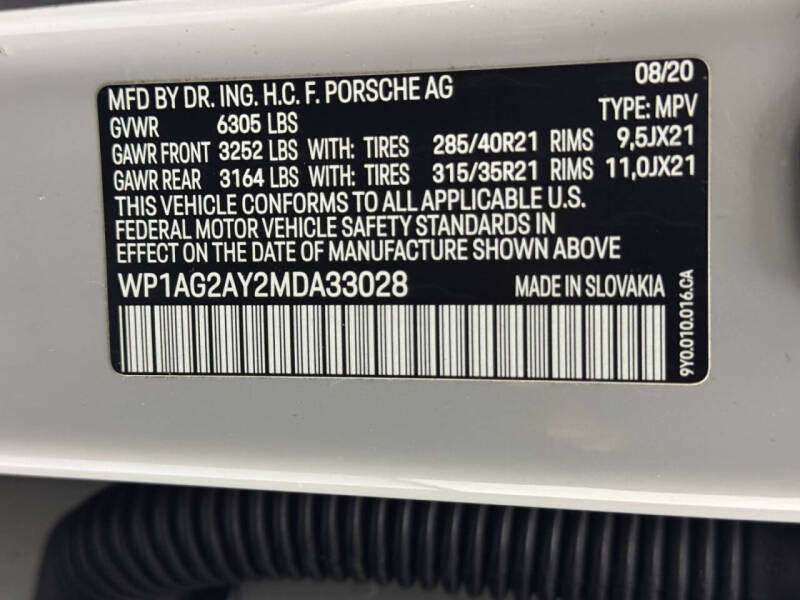 MFD BY DR. ING. H.C. F. PORSCHE AG 08/20
GVWR 6305 LBS TYPE: MPV
GAWR FRONT 3252 LBS WITH: TIRES 285/40R21 RIMS 9,5JX21
GAWR REAR 3164 LBS WITH: TIRES 315/35R21 RIMS 11,0JX21
THIS VEHICLE CONFORMS TO ALL APPLICABLE U.S.
FEDERAL MOTOR VEHICLE SAFETY STANDARDS IN
EFFECT ON THE DATE OF MANUFACTURE SHOWN ABOVE
WP1AG2AY2MDA33028 MADE IN SLOVAKIA
9Y0.010.016.CA